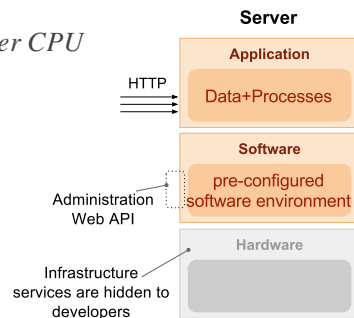 Server
er CPU
Application
HTTP
Data+Processes
Software
pre-configured
software environment
Administration
Web API
Hardware
Infrastructure
services are hidden to
developers